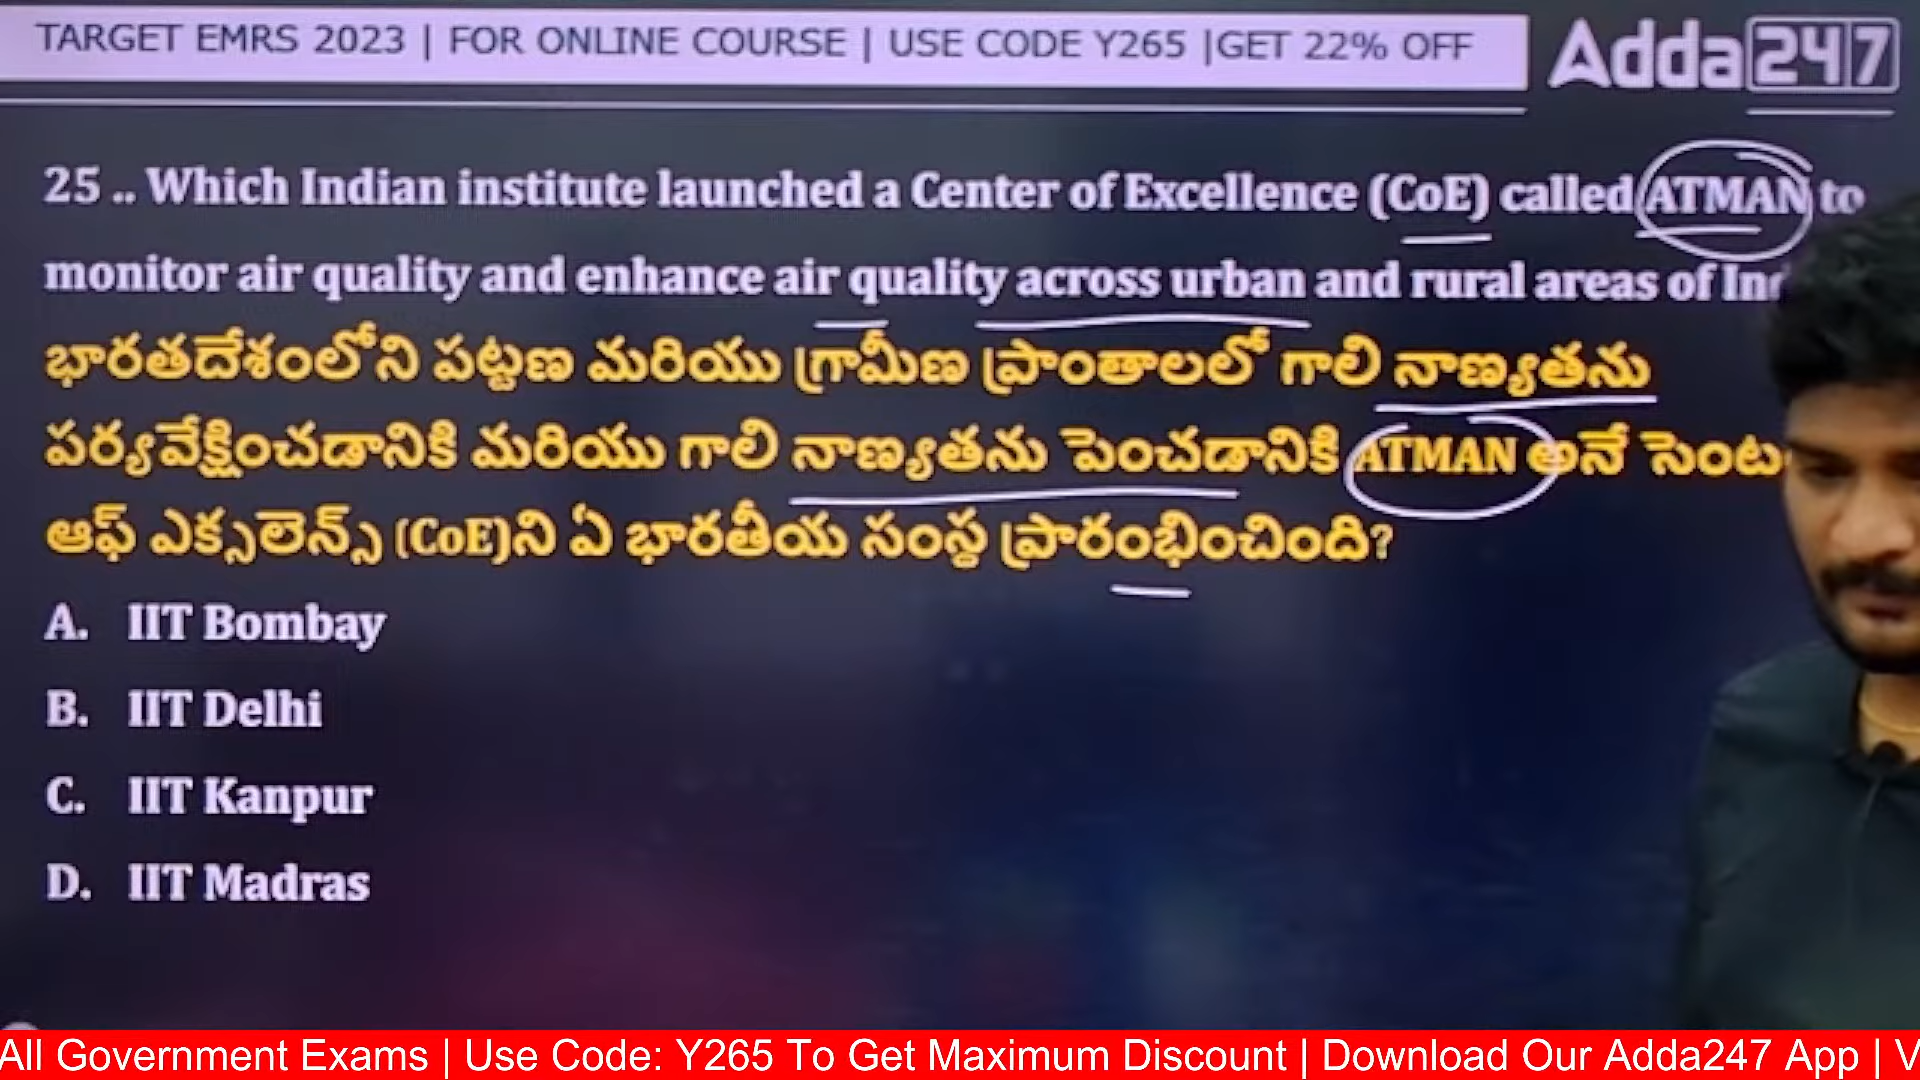 TARGET EMRS 2023 | FOR ONLINE COURSE | USE CODE Y265 |GET 22% OFF
Adda247
25 .. Which Indian institute launched a Center of Excellence (CoE) called ATMAN to
monitor air quality and enhance air quality across urban and rural areas of
భారతదేశంలోని పట్టణ మరియు గ్రామీణ ప్రాంతాలలో గాలి నాణ్యతను
పర్యవేక్షించడానికి మరియు గాలి నాణ్యతను పెంచడానికి ATMAN అనే
ఆఫ్ ఎక్సలెన్స్ (CoE)ని ఏ భారతీయ సంస్థ ప్రారంభించింది?
A. IIT Bombay
B. IIT Delhi
C. IIT Kanpur
D. IIT Madras
All Government Exams | Use Code: Y265 To Get Maximum Discount | Download Our Adda247 App |